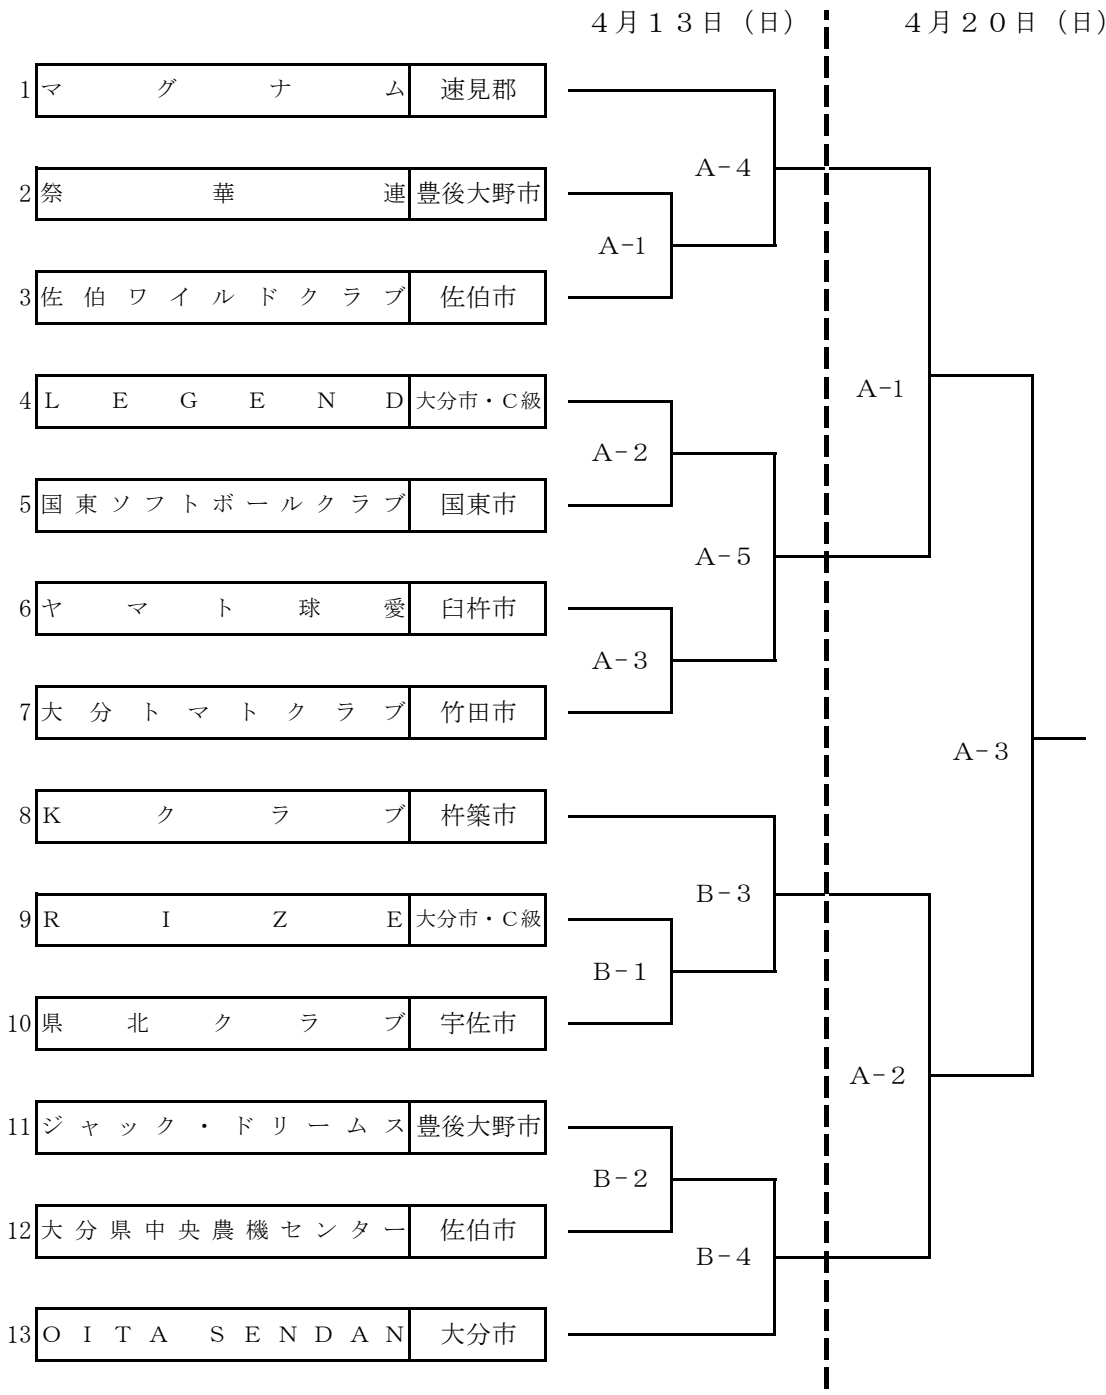 ４月１３日（日） ４月２０日（日）
1 マグナム 速見郡
A-4
2 祭華連 豊後大野市
A-1
3 佐伯ワイルドクラブ 佐伯市
A-1
4 ＬＥＧＥＮＤ 大分市・Ｃ級
A-2
5 国東ソフトボールクラブ 国東市
A-5
6 ヤマト球愛 臼杵市
A-3
7 大分トマトクラブ 竹田市
A-3
8 Ｋクラブ 杵築市
B-3
9 ＲＩＺＥ 大分市・Ｃ級
B-1
10 県北クラブ 宇佐市
A-2
11 ジャック・ドリームス 豊後大野市
B-2
12 大分県中央農機センター 佐伯市
B-4
13 ＯＩＴＡ ＳＥＮＤＡＮ 大分市